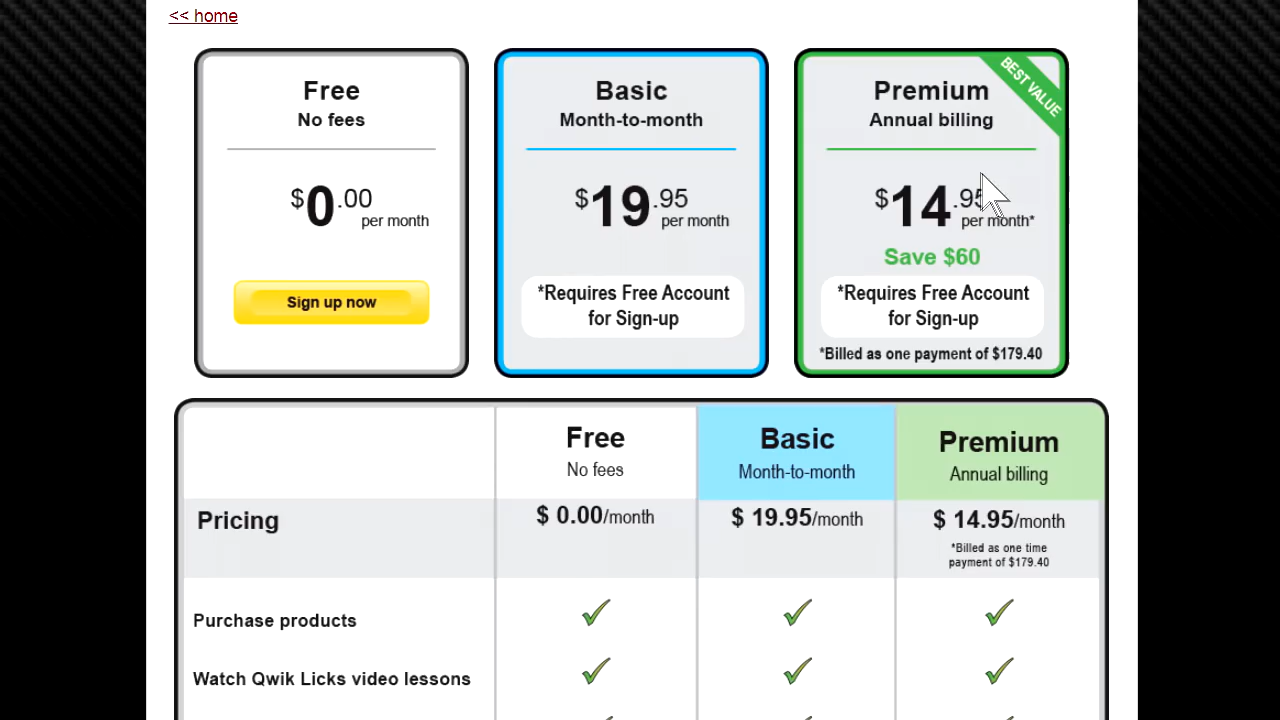 << home
Free
No fees
$0.00
per month
Sign up now
Basic
Month-to-month
$19.95
per month
*Requires Free Account
for Sign-up
BEST VALUE
Premium
Annual billing
$14.95
per month*
Save $60
*Requires Free Account
for Sign-up
*Billed as one payment of $179.40
Free Basic Premium
No fees Month-to-month Annual billing
Pricing $ 0.00/month $ 19.95/month $ 14.95/month
*Billed as one time
payment of $179.40
Purchase products
Watch Qwik Licks video lessons